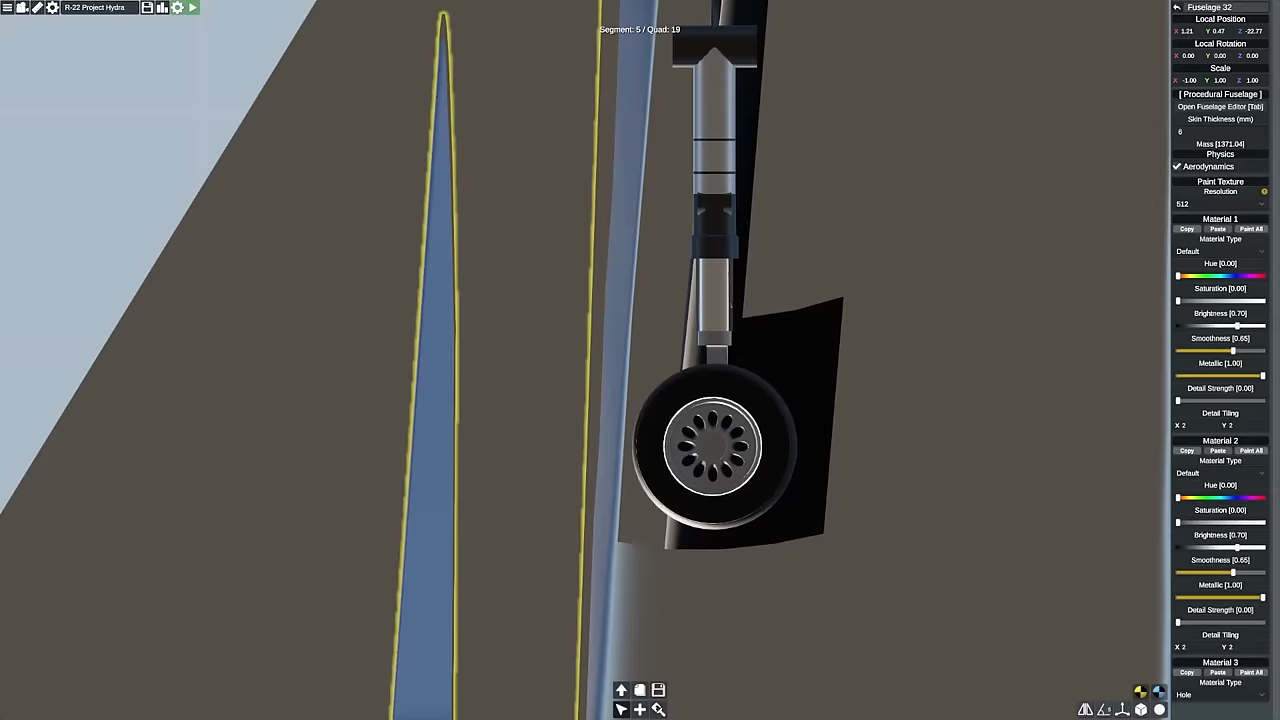 R-22 Project Hydra
Segment: 5 / Quad: 19
Fuselage 32
Local Position
X 1.21 Y 0.47 Z -22.77
Local Rotation
X 0.00 Y 0.00 Z 0.00
Scale
X -1.00 Y 1.00 Z 1.00
[ Procedural Fuselage ]
Open Fuselage Editor [Tab]
Skin Thickness (mm)
6
Mass [1371.04]
Physics
Aerodynamics
Paint Texture
Resolution
512
Material 1
Copy Paste Paint All
Material Type
Default
Hue [0.00]
Saturation [0.00]
Brightness [0.70]
Smoothness [0.65]
Metallic [1.00]
Detail Strength [0.00]
Detail Tiling
X 2 Y 2
Material 2
Copy Paste Paint All
Material Type
Default
Hue [0.00]
Saturation [0.00]
Brightness [0.70]
Smoothness [0.65]
Metallic [1.00]
Detail Strength [0.00]
Detail Tiling
X 2 Y 2
Material 3
Copy Paste Paint All
Material Type
Hole